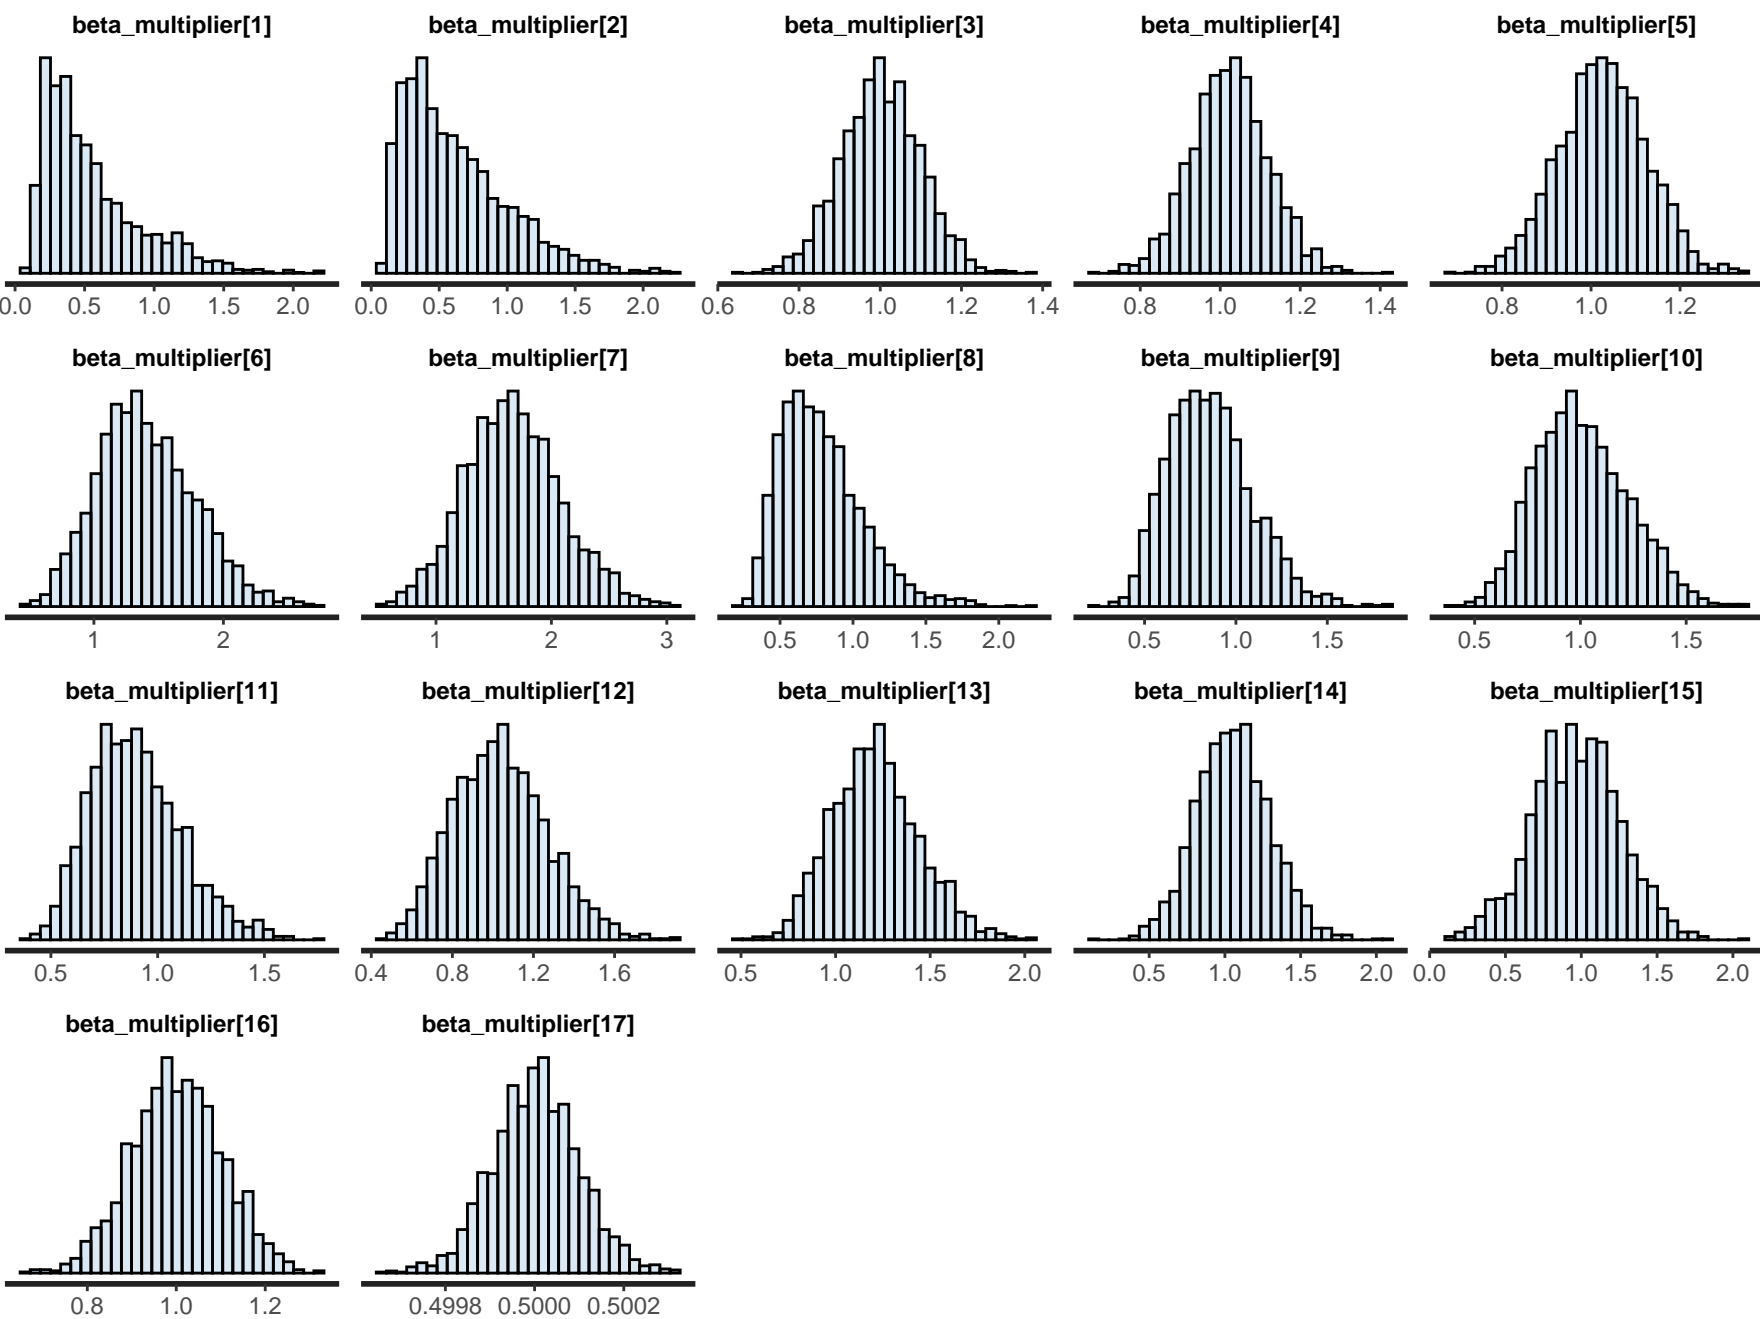 beta_multiplier[1] beta_multiplier[2] beta_multiplier[3] beta_multiplier[4] beta_multiplier[5]
0.0 0.5 1.0 1.5 2.0 0.0 0.5 1.0 1.5 2.0 0.6 0.8 1.0 1.2 1.4 0.8 1.0 1.2 1.4 0.8 1.0 1.2
beta_multiplier[6] beta_multiplier[7] beta_multiplier[8] beta_multiplier[9] beta_multiplier[10]
1 2 1 2 3 0.5 1.0 1.5 2.0 0.5 1.0 1.5 0.5 1.0 1.5
beta_multiplier[11] beta_multiplier[12] beta_multiplier[13] beta_multiplier[14] beta_multiplier[15]
0.5 1.0 1.5 0.4 0.8 1.2 1.6 0.5 1.0 1.5 2.0 0.5 1.0 1.5 2.0 0.0 0.5 1.0 1.5 2.0
beta_multiplier[16] beta_multiplier[17]
0.8 1.0 1.2 0.4998 0.5000 0.5002